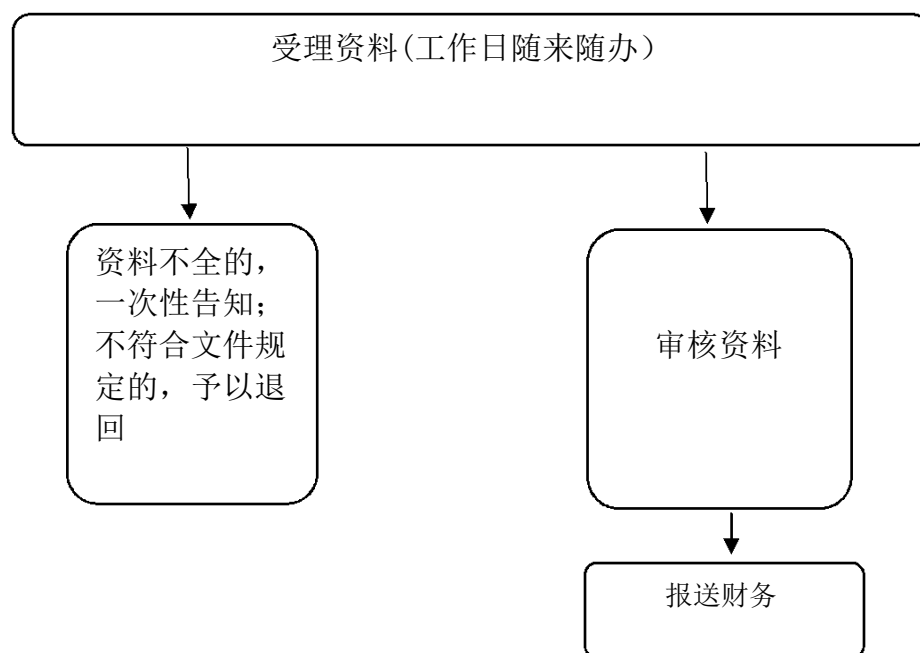 受理资料(工作日随来随办）
资料不全的，
一次性告知；
不符合文件规
定的，予以退
回
审核资料
报送财务